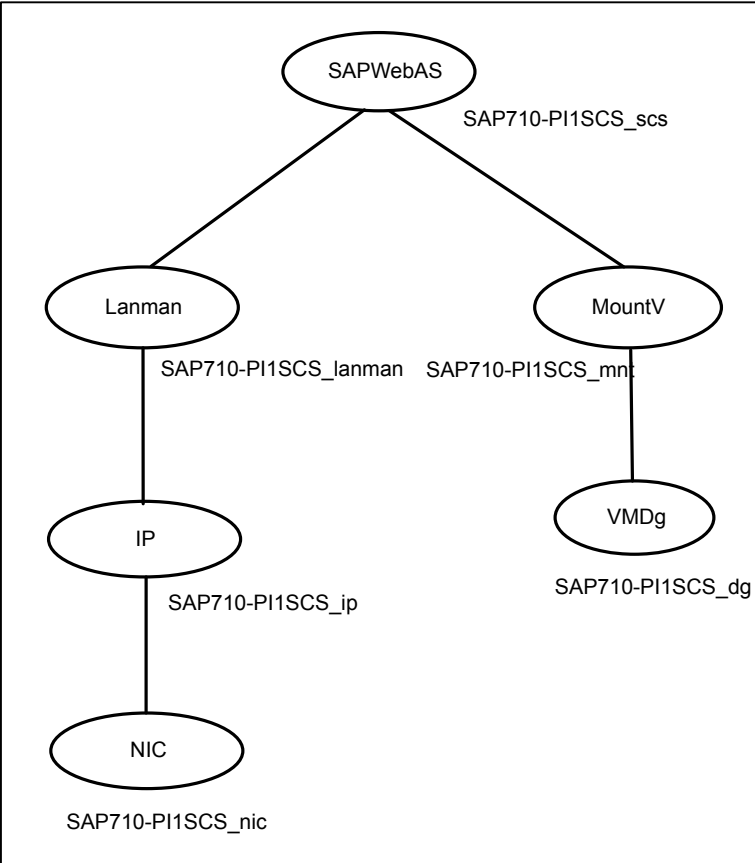 SAPWebAS
SAP710-PI1SCS_scs
Lanman
MountV
SAP710-PI1SCS_lanman
SAP710-PI1SCS_mnt
IP
VMDg
SAP710-PI1SCS_ip
SAP710-PI1SCS_dg
NIC
SAP710-PI1SCS_nic